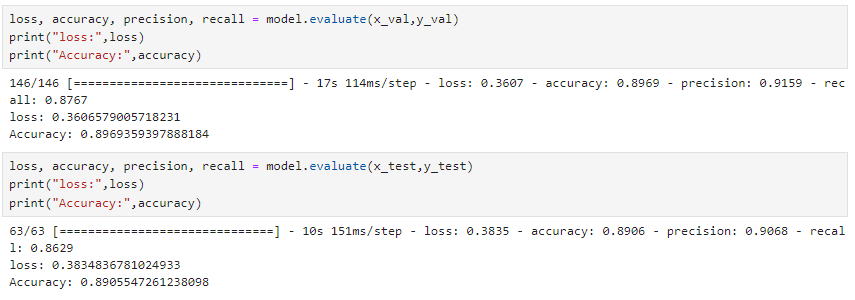 loss, accuracy, precision, recall = model.evaluate(x_val,y_val)
print("loss:",loss)
print("Accuracy:",accuracy)
146/146 [==============================] - 17s 114ms/step - loss: 0.3607 - accuracy: 0.8969 - precision: 0.9159 - rec
all: 0.8767
loss: 0.3606579005718231
Accuracy: 0.8969359397888184
loss, accuracy, precision, recall = model.evaluate(x_test,y_test)
print("loss:",loss)
print("Accuracy:",accuracy)
63/63 [==============================] - 10s 151ms/step - loss: 0.3835 - accuracy: 0.8906 - precision: 0.9068 - recal
l: 0.8629
loss: 0.3834836781024933
Accuracy: 0.8905547261238098